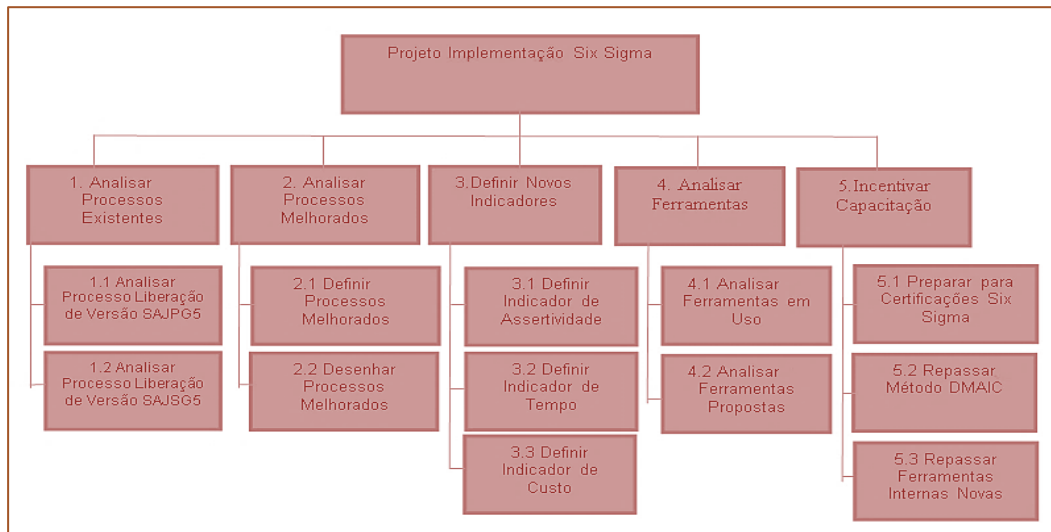 Projeto Implementação Six Sigma
1. Analisar
Processos
Existentes
2. Analisar
Processos
Melhorados
3.Definir Novos
Indicadores
4. Analisar
Ferramentas
5.Incentivar
Capacitação
1.1 Analisar
Processo Liberação
de Versão SAJPG5
1.2 Analisar
Processo Liberação
de Versão SAJSG5
2.1 Definir
Processos
Melhorados
2.2 Desenhar
Processos
Melhorados
3.1 Definir
Indicador de
Assertividade
3.2 Definir
Indicador de
Tempo
3.3 Definir
Indicador de
Custo
4.1 Analisar
Ferramentas em
Uso
4.2 Analisar
Ferramentas
Propostas
5.1 Preparar para
Certificações Six
Sigma
5.2 Repassar
Método DMAIC
5.3 Repassar
Ferramentas
Internas Novas